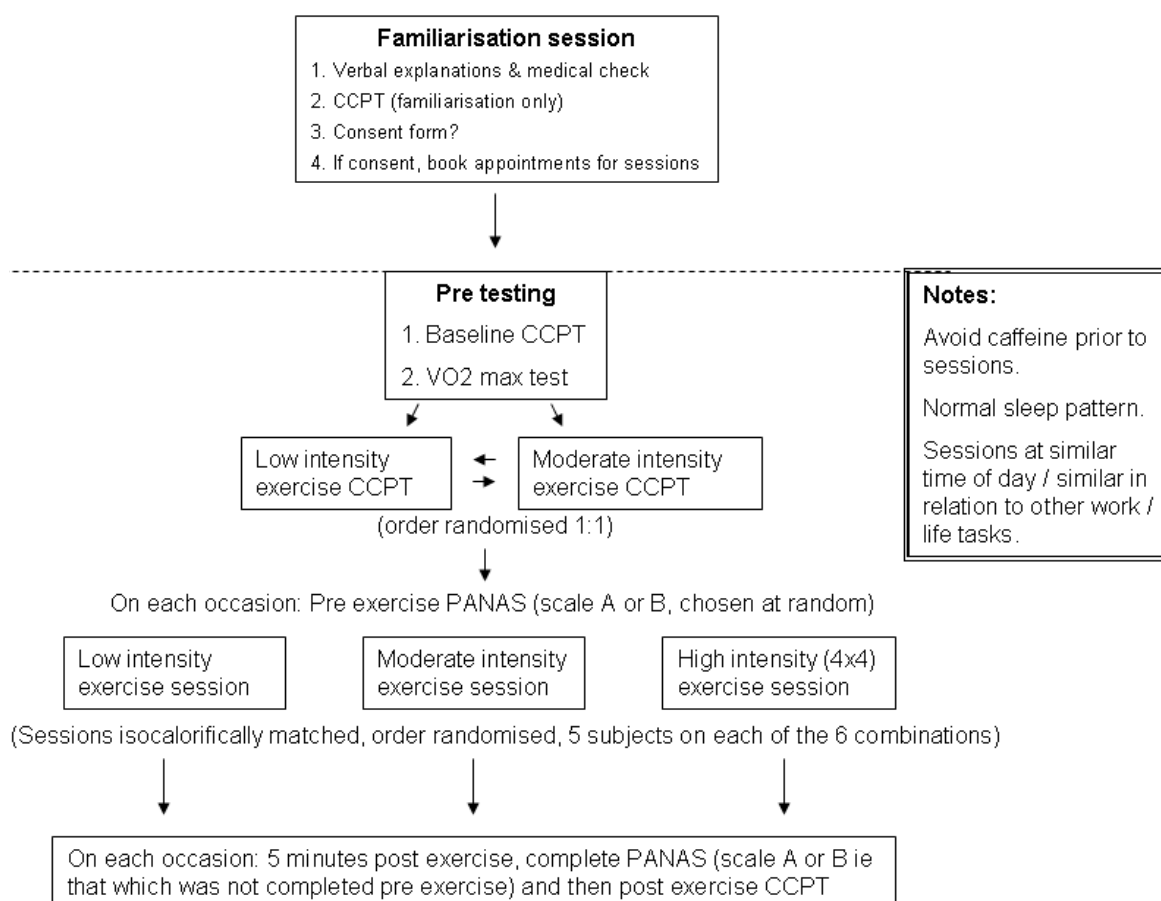 Familiarisation session
1. Verbal explanations & medical check
2. CCPT (familiarisation only)
3. Consent form?
4. If consent, book appointments for sessions
Pre testing
1. Baseline CCPT
2. VO2 max test
Notes:
Avoid caffeine prior to
sessions.
Normal sleep pattern.
Sessions at similar
time of day / similar in
relation to other work /
life tasks.
Low intensity
exercise CCPT
Moderate intensity
exercise CCPT
(order randomised 1:1)
On each occasion: Pre exercise PANAS (scale A or B, chosen at random)
Low intensity
exercise session
Moderate intensity
exercise session
High intensity (4x4)
exercise session
(Sessions isocalorifically matched, order randomised, 5 subjects on each of the 6 combinations)
On each occasion: 5 minutes post exercise, complete PANAS (scale A or B ie
that which was not completed pre exercise) and then post exercise CCPT